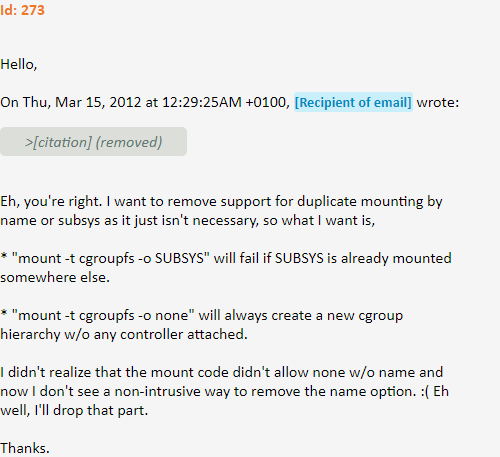 Id: 273
Hello,
On Thu, Mar 15, 2012 at 12:29:25AM +0100, [Recipient of email] wrote:
>[citation] (removed)
Eh, you're right. I want to remove support for duplicate mounting by
name or subsys as it just isn't necessary, so what I want is,
* "mount -t cgroupfs -o SUBSYS" will fail if SUBSYS is already mounted
somewhere else.
* "mount -t cgroupfs -o none" will always create a new cgroup
hierarchy w/o any controller attached.
I didn't realize that the mount code didn't allow none w/o name and
now I don't see a non-intrusive way to remove the name option. :( Eh
well, I'll drop that part.
Thanks.